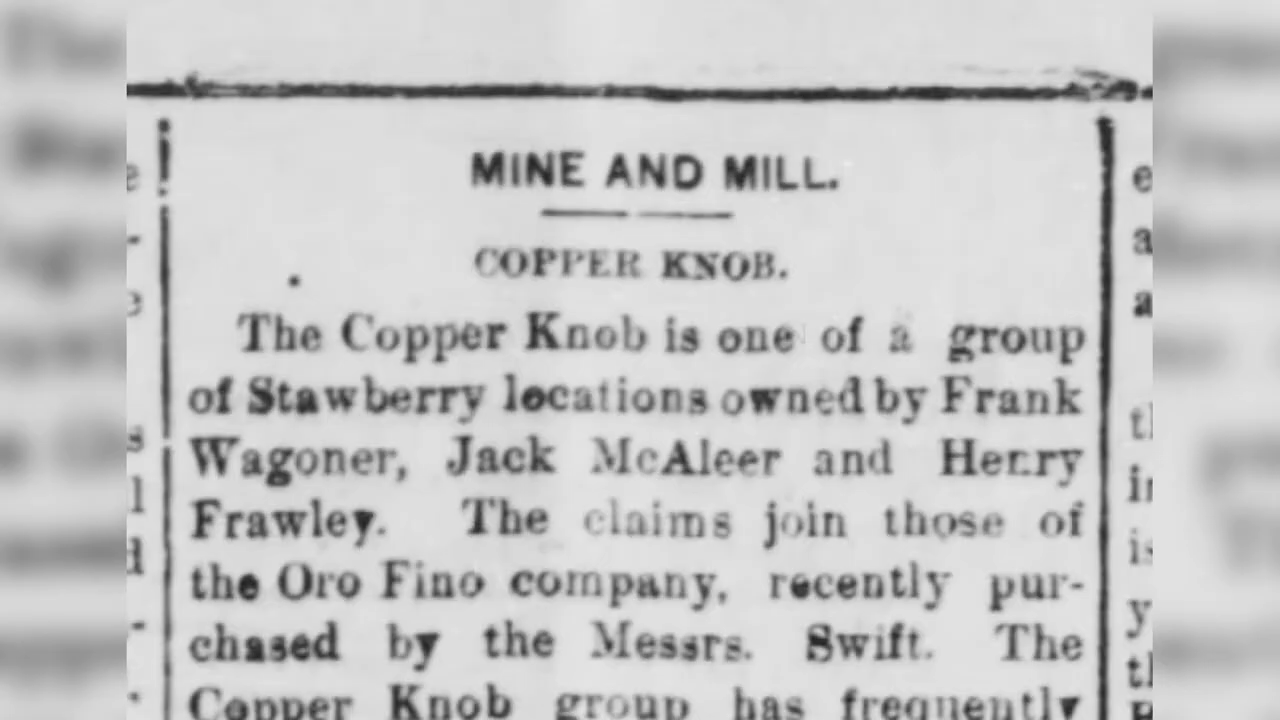 MINE AND MILL.
COPPER KNOB.
The Copper Knob is one of a group
of Stawberry locations owned by Frank
Wagoner, Jack McAleer and Henry
Frawley. The claims join those of
the Oro Fino company, recently pur-
chased by the Messrs. Swift. The
Copper Knob group has frequently